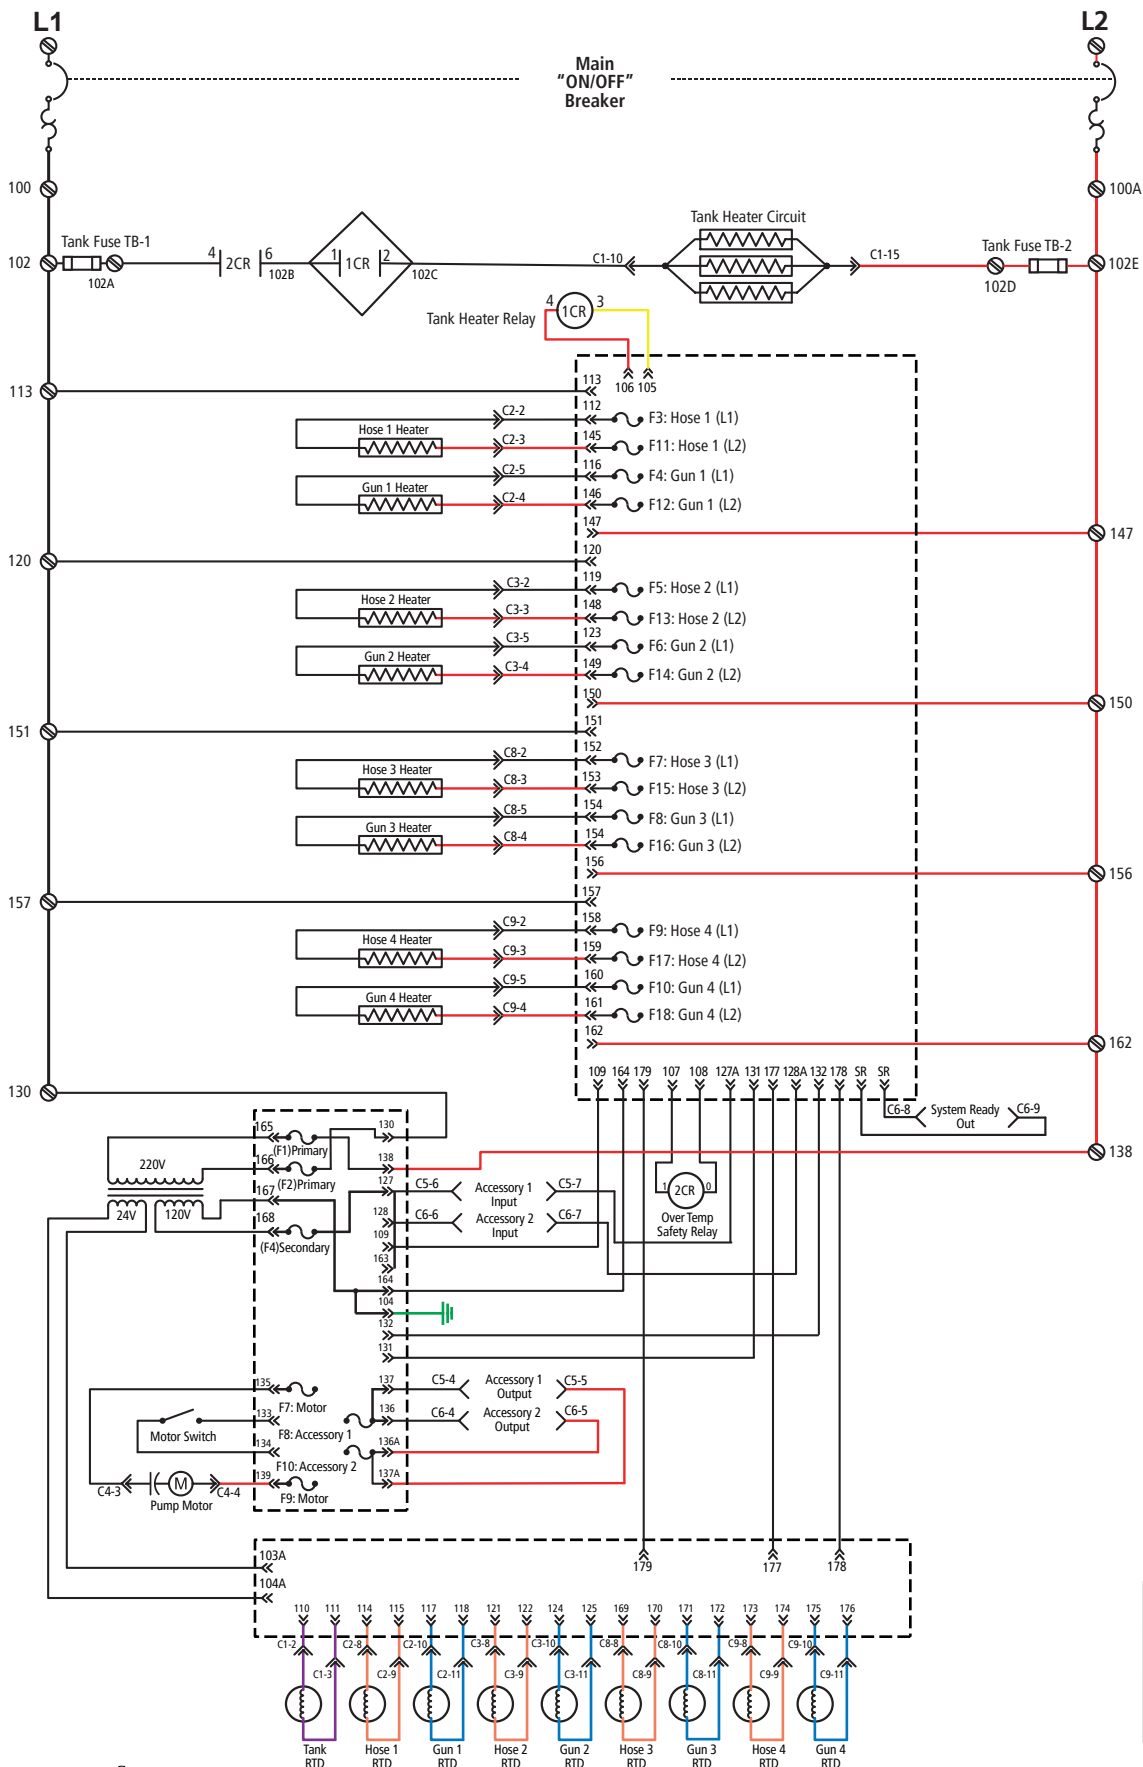 L1
L2
Main
"ON/OFF"
Breaker
100
100A
Tank Fuse TB-1
Tank Heater Circuit
Tank Fuse TB-2
102
102A
4
2CR
6
102B
1
1CR
2
102C
C1-10
C1-15
102D
102E
Tank Heater Relay
4
1CR
3
106
105
113
113
112
C2-2
F3: Hose 1 (L1)
Hose 1 Heater
C2-3
145
F11: Hose 1 (L2)
C2-5
116
F4: Gun 1 (L1)
Gun 1 Heater
C2-4
146
F12: Gun 1 (L2)
147
147
120
120
C3-2
119
F5: Hose 2 (L1)
Hose 2 Heater
C3-3
148
F13: Hose 2 (L2)
C3-5
123
F6: Gun 2 (L1)
Gun 2 Heater
C3-4
149
F14: Gun 2 (L2)
150
150
151
151
C8-2
152
F7: Hose 3 (L1)
Hose 3 Heater
C8-3
153
F15: Hose 3 (L2)
C8-5
154
F8: Gun 3 (L1)
Gun 3 Heater
C8-4
154
F16: Gun 3 (L2)
156
156
157
157
C9-2
158
F9: Hose 4 (L1)
Hose 4 Heater
C9-3
159
F17: Hose 4 (L2)
C9-5
160
F10: Gun 4 (L1)
Gun 4 Heater
C9-4
161
F18: Gun 4 (L2)
162
162
109 164 179 107 108 127A 131 177 128A 132 178 SR SR
130
C6-8
System Ready
Out
C6-9
165
130
(F1)Primary
138
138
220V
166
(F2)Primary
127
C5-6
Accessory 1
Input
C5-7
1
2CR
0
Over Temp
Safety Relay
24V
120V
167
128
C6-6
Accessory 2
Input
C6-7
168
(F4)Secondary
109
163
164
104
132
131
135
F7: Motor
137
C5-4
Accessory 1
Output
C5-5
133
Motor Switch
F8: Accessory 1
136
C6-4
Accessory 2
Output
C6-5
134
F10: Accessory 2
136A
139
F9: Motor
137A
C4-3
M
C4-4
Pump Motor
103A
104A
179
177
178
110 111 114 115 117 118 121 122 124 125 169 170 171 172 173 174 175 176
C1-2 C2-8 C2-10 C3-8 C3-10 C8-8 C8-10 C9-8 C9-10
C1-3 C2-9 C2-11 C3-9 C3-11 C8-9 C8-11 C9-9 C9-11
Tank
RTD
Hose 1
RTD
Gun 1
RTD
Hose 2
RTD
Gun 2
RTD
Hose 3
RTD
Gun 3
RTD
Hose 4
RTD
Gun 4
RTD